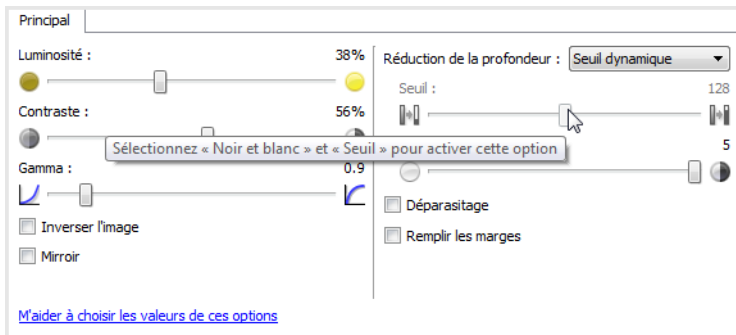 Principal
Luminosité : 38%
Contraste : 56%
Gamma : 0.9
Inverser l'image
Mirroir
M'aider à choisir les valeurs de ces options
Réduction de la profondeur : Seuil dynamique
Seuil : 128
Sélectionnez « Noir et blanc » et « Seuil » pour activer cette option
5
Déparasitage
Remplir les marges